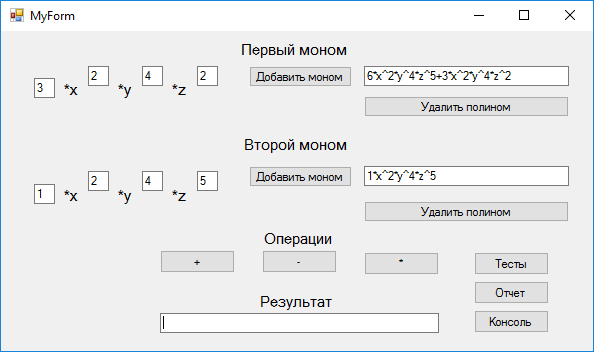 MyForm
Первый моном
3 *x 2 *y 4 *z 2 Добавить моном 6*x^2*y^4*z^5+3*x^2*y^4*z^2
Удалить полином
Второй моном
1 *x 2 *y 4 *z 5 Добавить моном 1*x^2*y^4*z^5
Удалить полином
Операции
+ - * Тесты
Отчет
Результат
Консоль